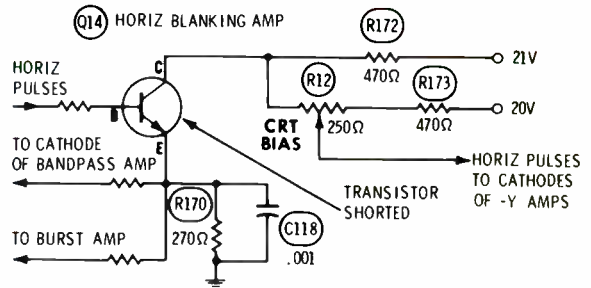 Q14 HORIZ BLANKING AMP
R172
C
21V
HORIZ
PULSES
R12
470Ω
R173
B
20V
CRT
BIAS
250Ω
470Ω
E
TO CATHODE
OF BANDPASS AMP
HORIZ PULSES
TO CATHODES
OF -Y AMPS
TRANSISTOR
SHORTED
R170
270Ω
C118
.001
TO BURST AMP